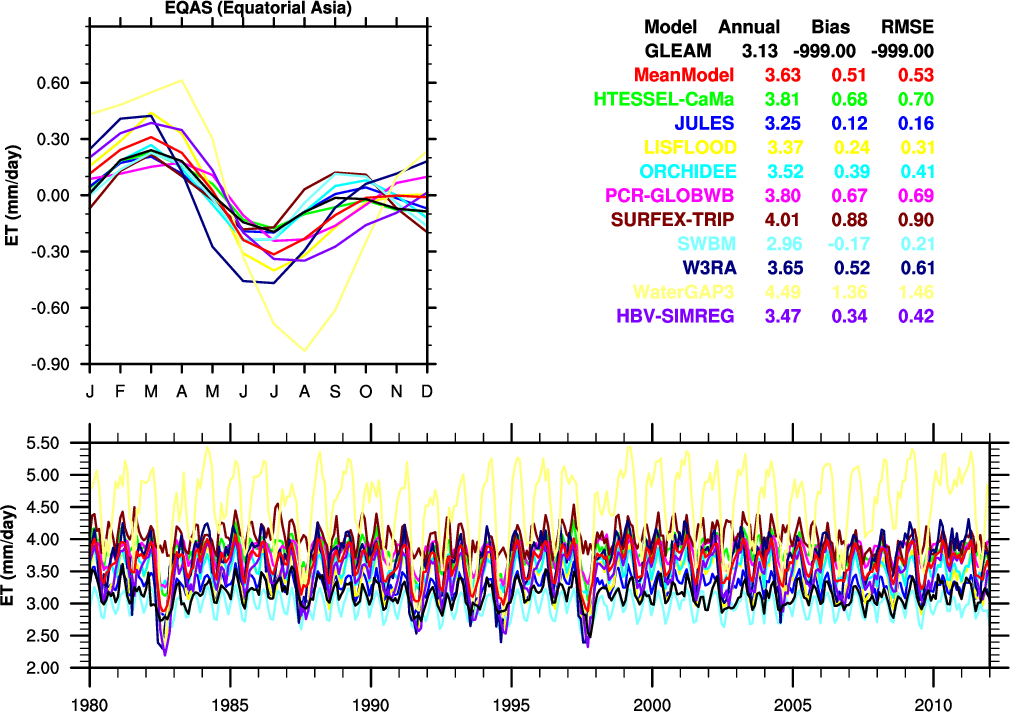 EQAS (Equatorial Asia)
Model Annual Bias RMSE
GLEAM 3.13 -999.00 -999.00
MeanModel 3.63 0.51 0.53
HTESSEL-CaMa 3.81 0.68 0.70
JULES 3.25 0.12 0.16
LISFLOOD 3.37 0.24 0.31
ORCHIDEE 3.52 0.39 0.41
PCR-GLOBWB 3.80 0.67 0.69
SURFEX-TRIP 4.01 0.88 0.90
SWBM 2.96 -0.17 0.21
W3RA 3.65 0.52 0.61
WaterGAP3 4.49 1.36 1.46
HBV-SIMREG 3.47 0.34 0.42
ET (mm/day)
0.60
0.30
0.00
-0.30
-0.60
-0.90
J F M A M J J A S O N D
ET (mm/day)
5.50
5.00
4.50
4.00
3.50
3.00
2.50
2.00
1980 1985 1990 1995 2000 2005 2010